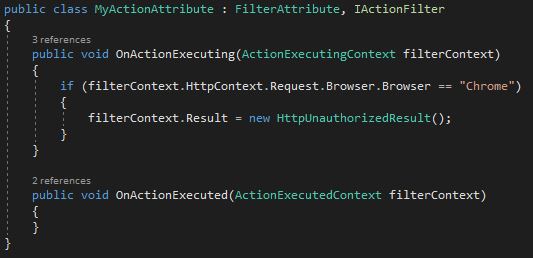 public class MyActionAttribute : FilterAttribute, IActionFilter
{
3 references
public void OnActionExecuting(ActionExecutingContext filterContext)
{
if (filterContext.HttpContext.Request.Browser.Browser == "Chrome")
{
filterContext.Result = new HttpUnauthorizedResult();
}
}
2 references
public void OnActionExecuted(ActionExecutedContext filterContext)
{
}
}